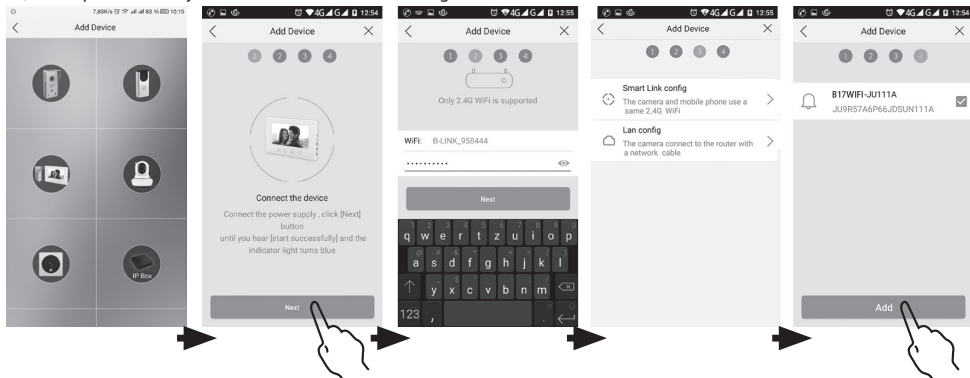 7,63K/s 83 % 10:15
Add Device
IP Box
4G G 12:54
Add Device
1 2 3 4
Connect the device
Connect the power supply , click [Next]
button
until you hear [start successfully] and the
indicator light turns blue
Next
4G G 12:55
Add Device
1 2 3 4
Only 2.4G WiFi is supported
WiFi: B-LINK_958444
..........
Next
q w e r t z u i o p
a s d f g h j k l
y x c v b n m
123 , .
4G G 12:55
Add Device
1 2 3 4
Smart Link config
The camera and mobile phone use a
same 2.4G WiFi
Lan config
The camera connect to the router with
a network cable
4G G 12:54
Add Device
1 2 3 4
B17WIFI-JU111A
JU9R57A6P66JDSUN111A
Add